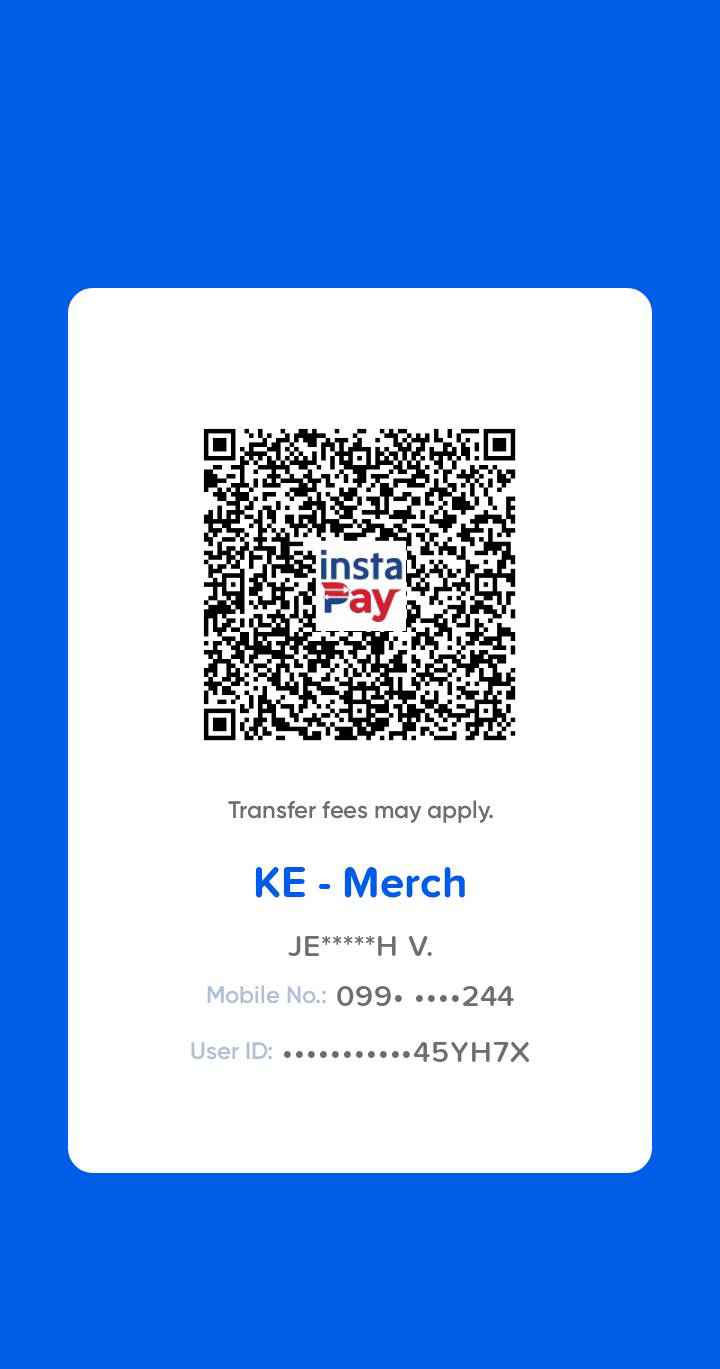 insta
Pay
Transfer fees may apply.
KE - Merch
JE*****H V.
Mobile No.: 099• ••••244
User ID: •••••••••••45YH7X